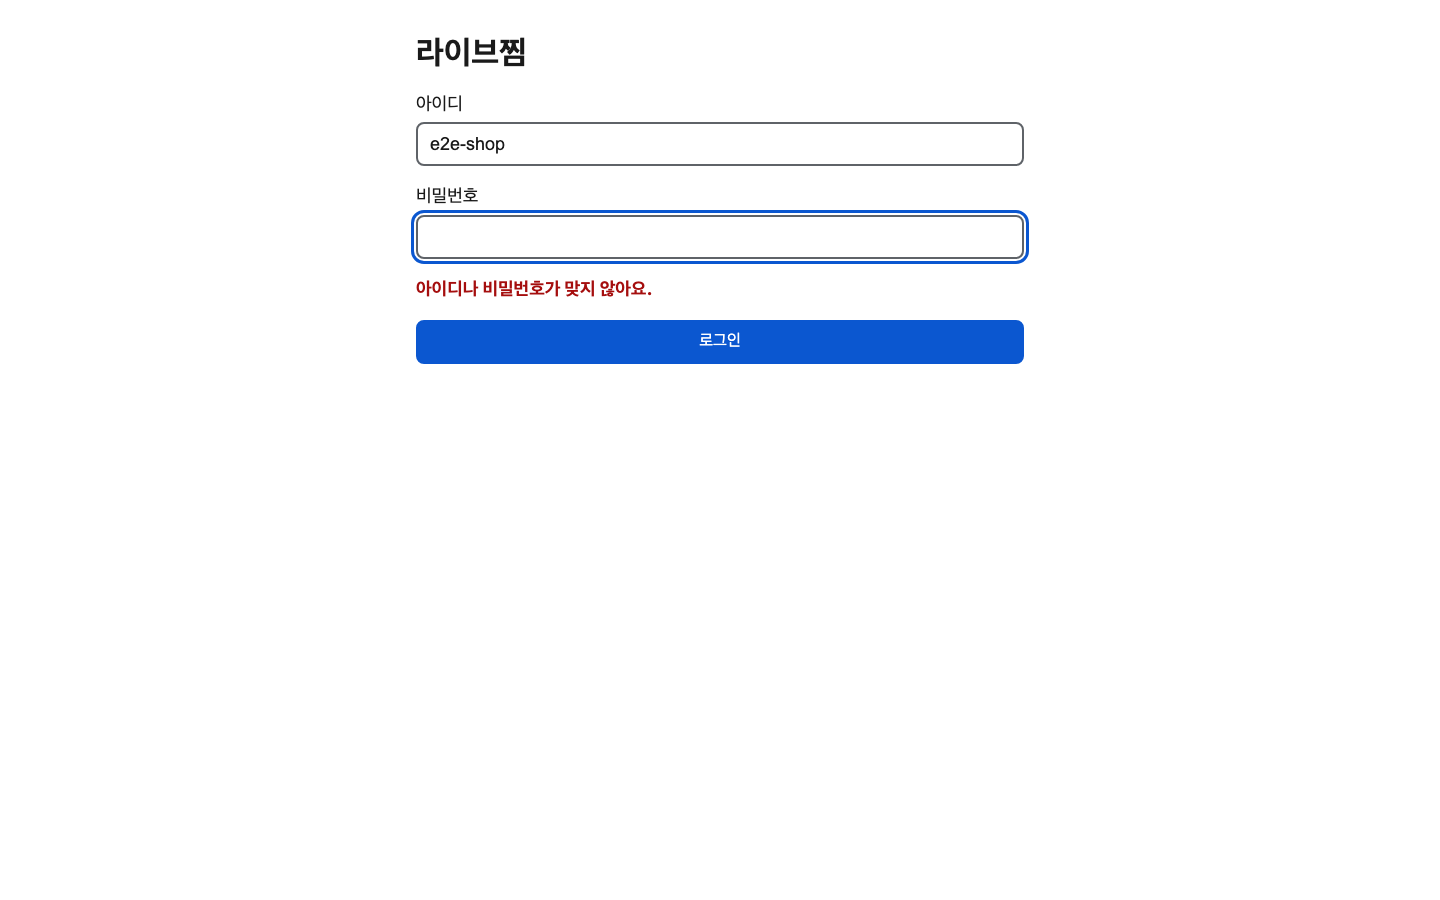 라이브찜
아이디
e2e-shop
비밀번호
아이디나 비밀번호가 맞지 않아요.
로그인